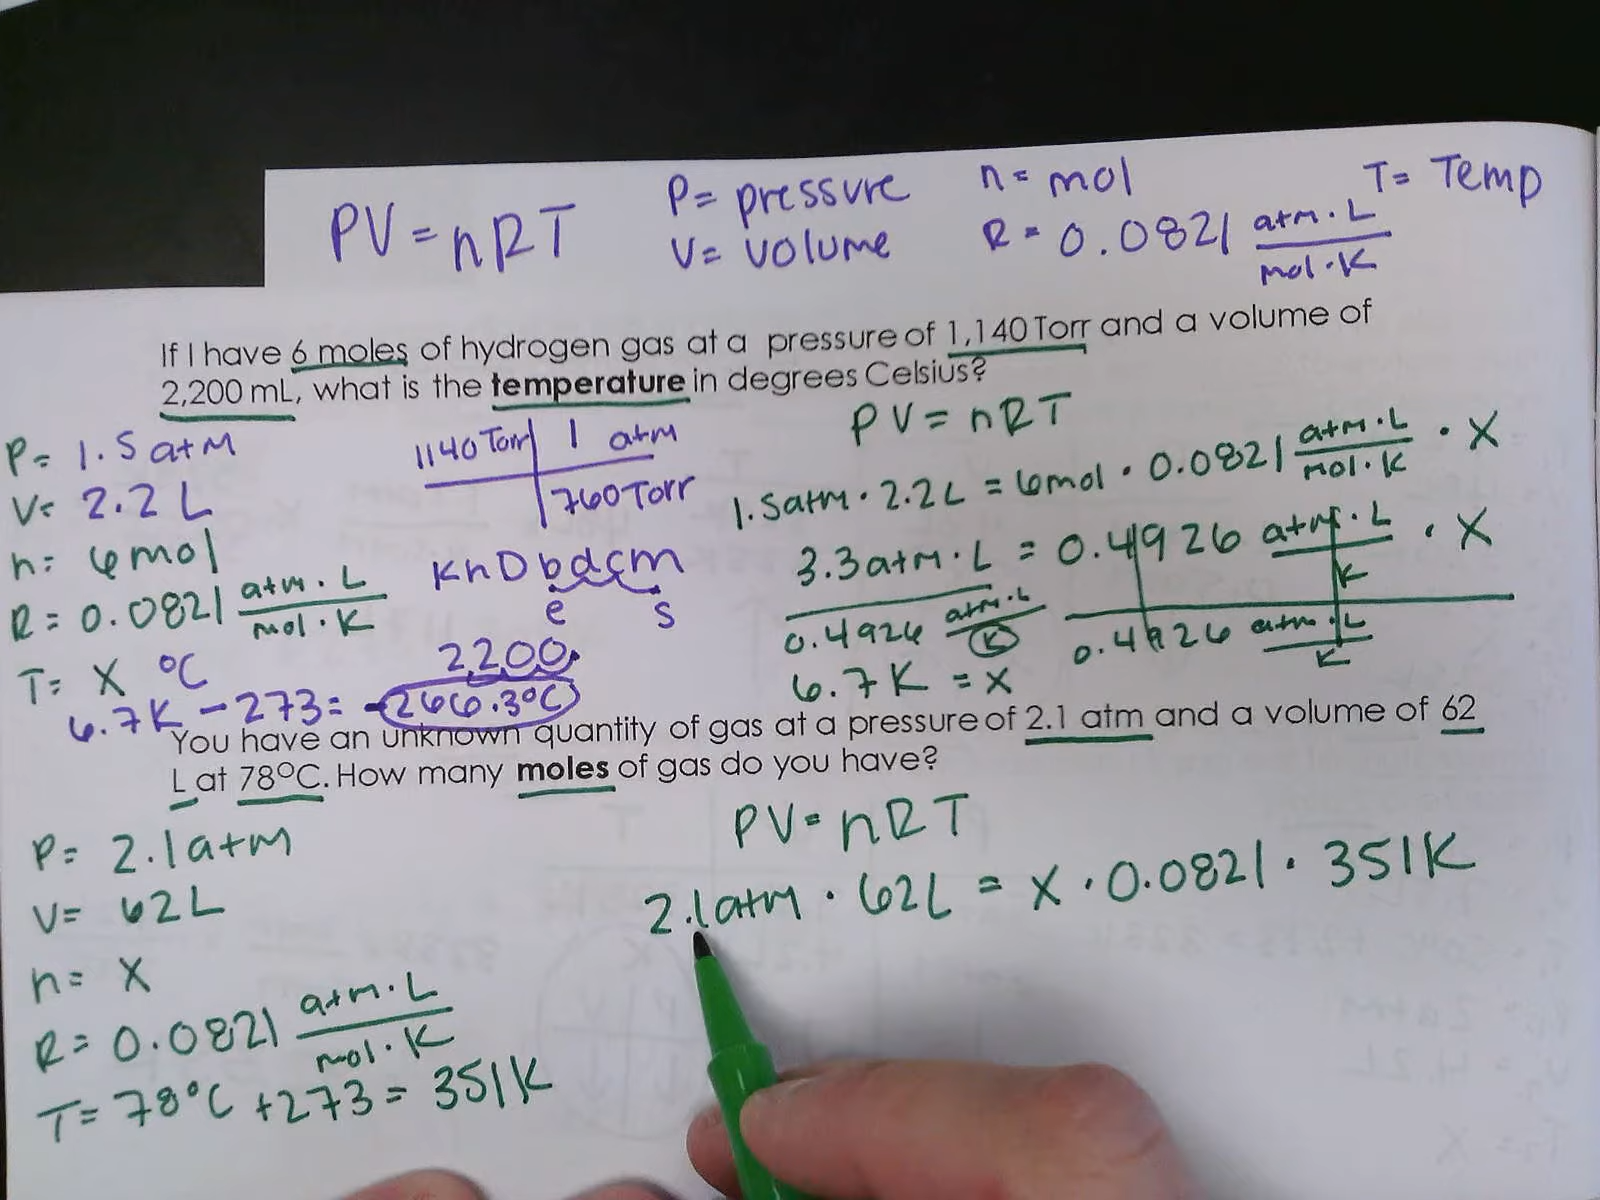 PV = nRT
P = pressure
V = volume
n = mol
R = 0.0821 atm · L / mol · K
T = Temp
If I have 6 moles of hydrogen gas at a pressure of 1,140 Torr and a volume of
2,200 mL, what is the temperature in degrees Celsius?
P = 1.5 atm
V = 2.2 L
n = 6 mol
R = 0.0821 atm · L / mol · K
T = X °C
6.7K - 273 = -266.3°C
1140 Torr | 1 atm
760 Torr
KhDbdcm
e s
2200.
PV = nRT
1.5atm · 2.2L = 6mol · 0.0821 atm · L / mol · K · X
3.3 atm · L = 0.4926 atm · L / K · X
0.4926 atm · L / K 0.4926 atm · L / K
6.7K = X
You have an unknown quantity of gas at a pressure of 2.1 atm and a volume of 62
L at 78°C. How many moles of gas do you have?
P = 2.1 atm
V = 62L
n = X
R = 0.0821 atm · L / mol · K
T = 78°C + 273 = 351K
PV = nRT
2.1atm · 62L = X · 0.0821 · 351K